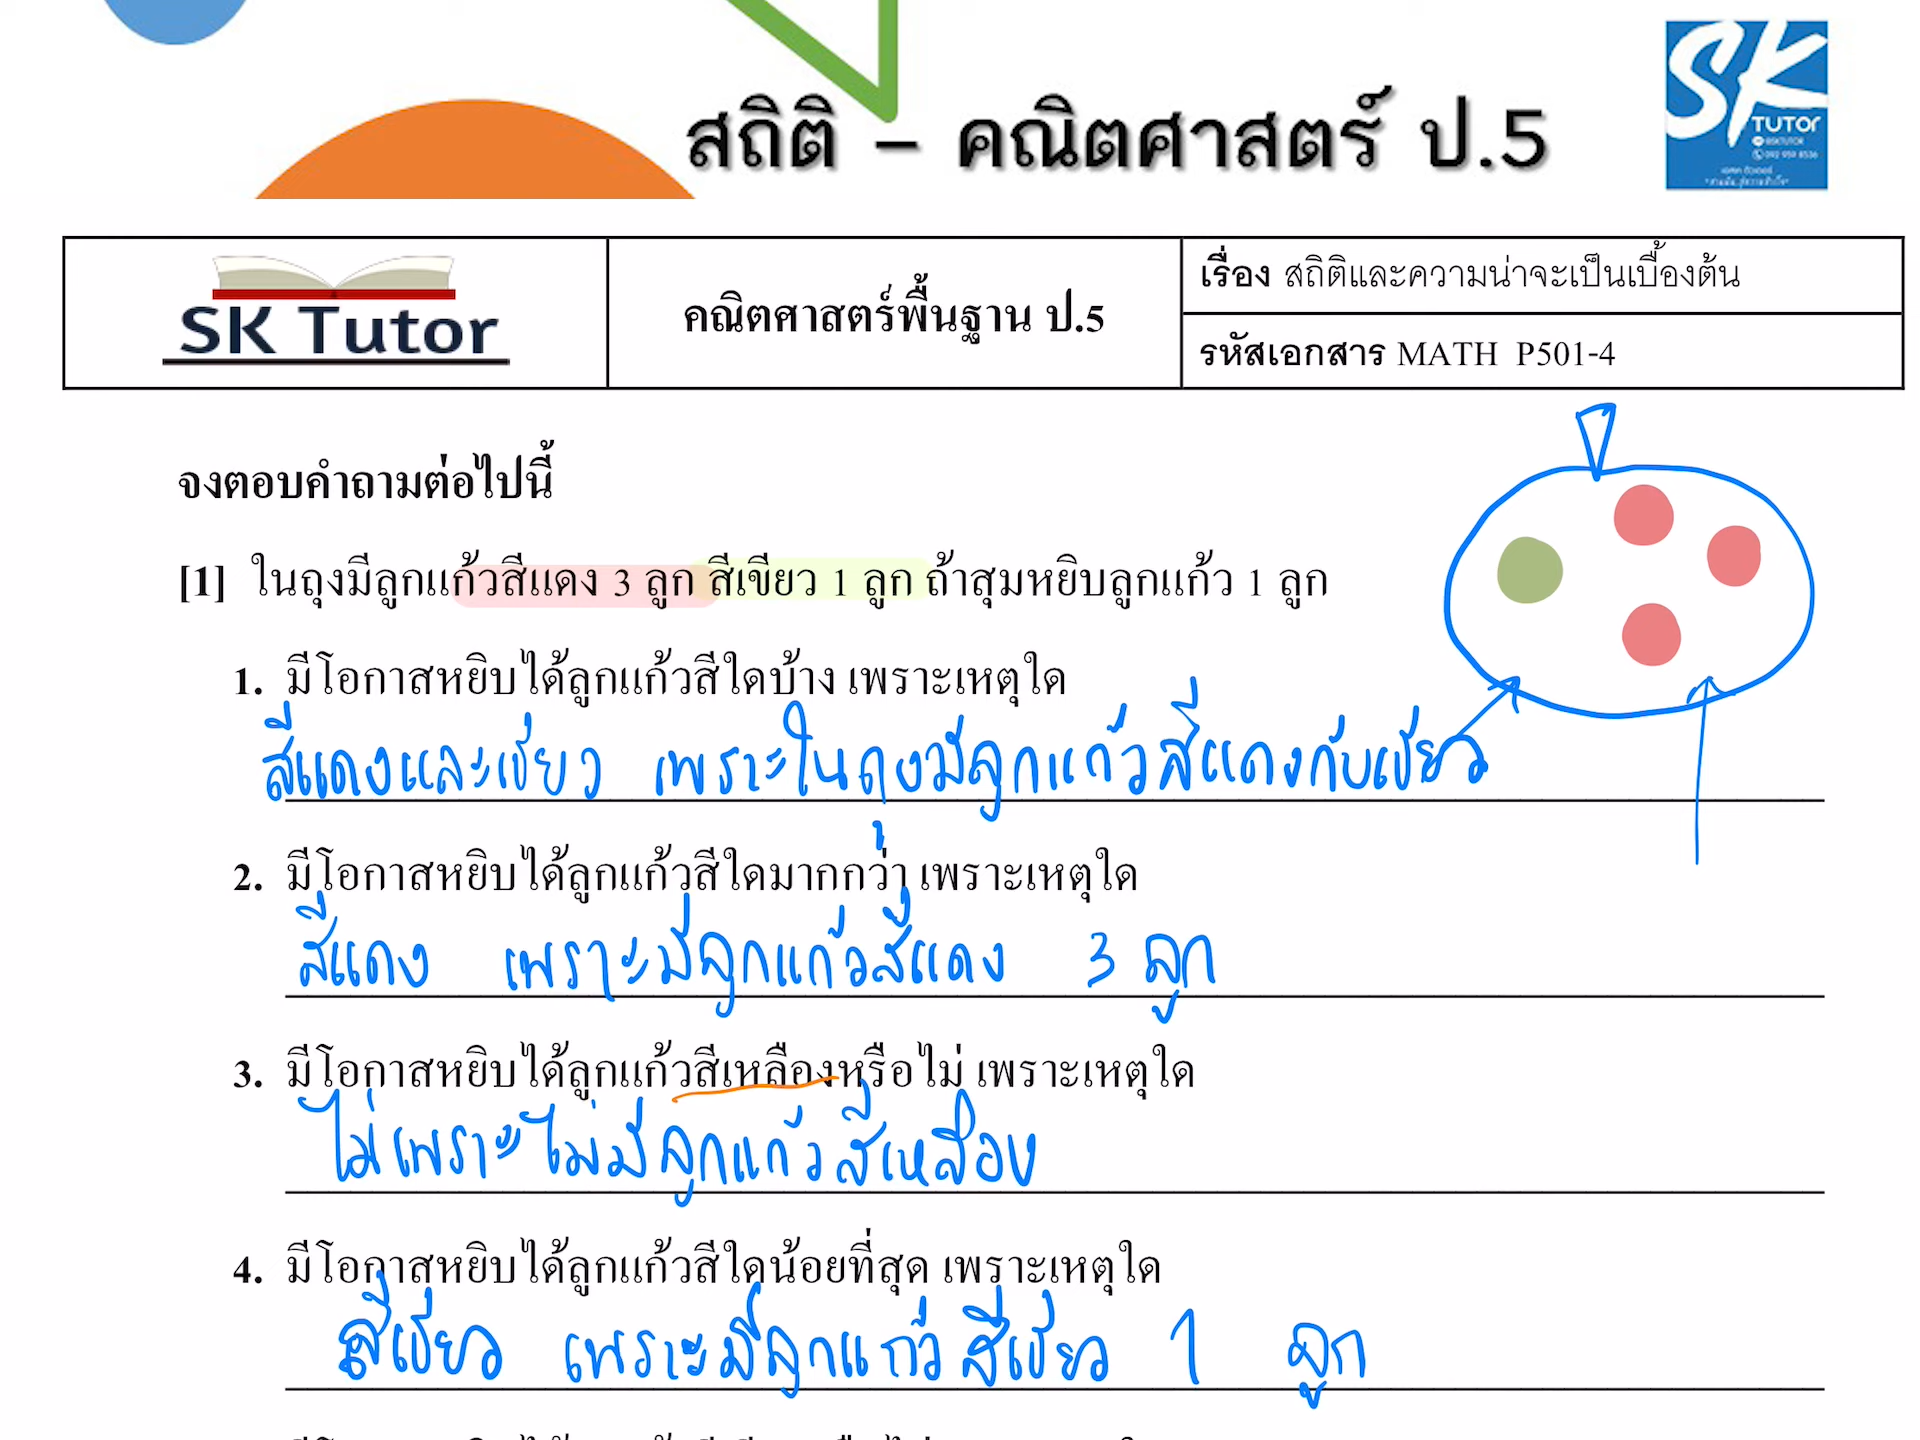 สถิติ – คณิตศาสตร์ ป.5
SK
TUTOR
SK Tutor
คณิตศาสตร์พื้นฐาน ป.5
เรื่อง สถิติและความน่าจะเป็นเบื้องต้น
รหัสเอกสาร MATH P501-4
จงตอบคำถามต่อไปนี้
[1] ในถุงมีลูกแก้วสีแดง 3 ลูก สีเขียว 1 ลูก ถ้าสุมหยิบลูกแก้ว 1 ลูก
1. มีโอกาสหยิบได้ลูกแก้วสีใดบ้าง เพราะเหตุใด
สีแดงและเขียว เพราะในถุงมีลูกแก้วสีแดงกับเขียว
2. มีโอกาสหยิบได้ลูกแก้วสีใดมากกว่า เพราะเหตุใด
สีแดง เพราะมีลูกแก้วสีแดง 3 ลูก
3. มีโอกาสหยิบได้ลูกแก้วสีเหลืองหรือไม่ เพราะเหตุใด
ไม่เพราะไม่มีลูกแก้วสีเหลือง
4. มีโอกาสหยิบได้ลูกแก้วสีใดน้อยที่สุด เพราะเหตุใด
สีเขียว เพราะมีลูกแก้วสีเขียว 1 ลูก